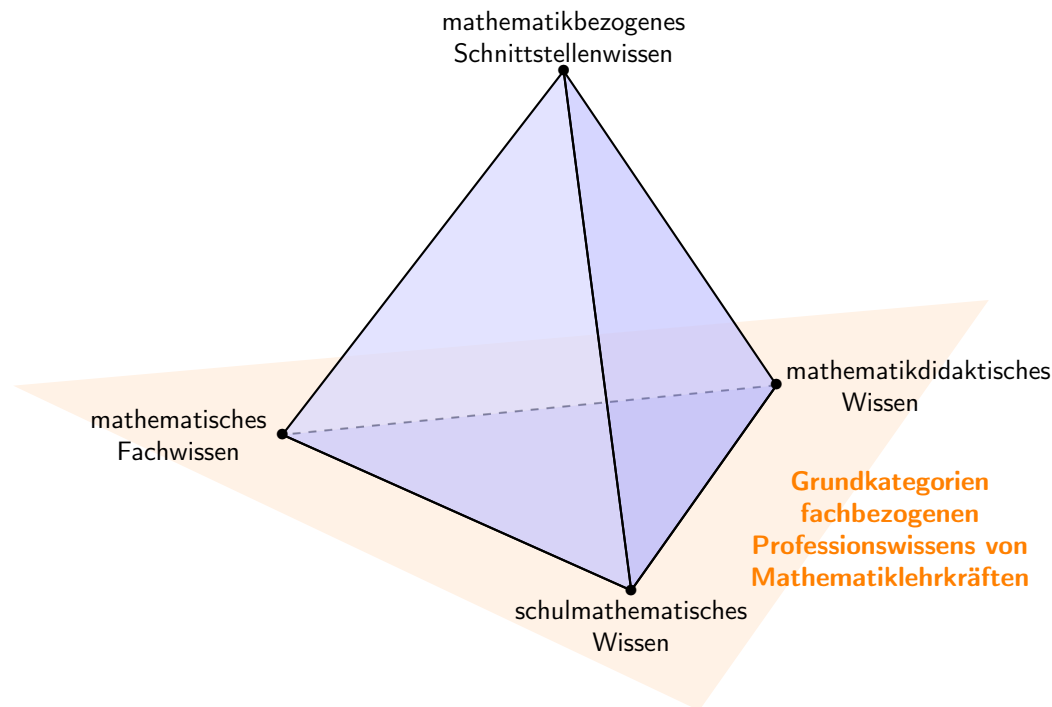 mathematikbezogenes
Schnittstellenwissen
mathematikdidaktisches
Wissen
mathematisches
Fachwissen
Grundkategorien
fachbezogenen
Professionswissens von
Mathematiklehrkräften
schulmathematisches
Wissen